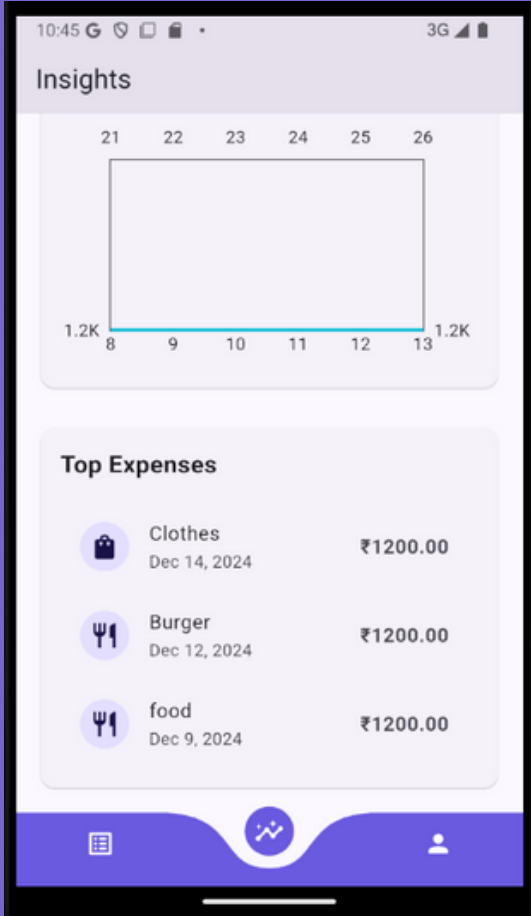 10:45 G 3G
Insights
21 22 23 24 25 26
1.2K 1.2K
8 9 10 11 12 13
Top Expenses
Clothes ₹1200.00
Dec 14, 2024
Burger ₹1200.00
Dec 12, 2024
food ₹1200.00
Dec 9, 2024